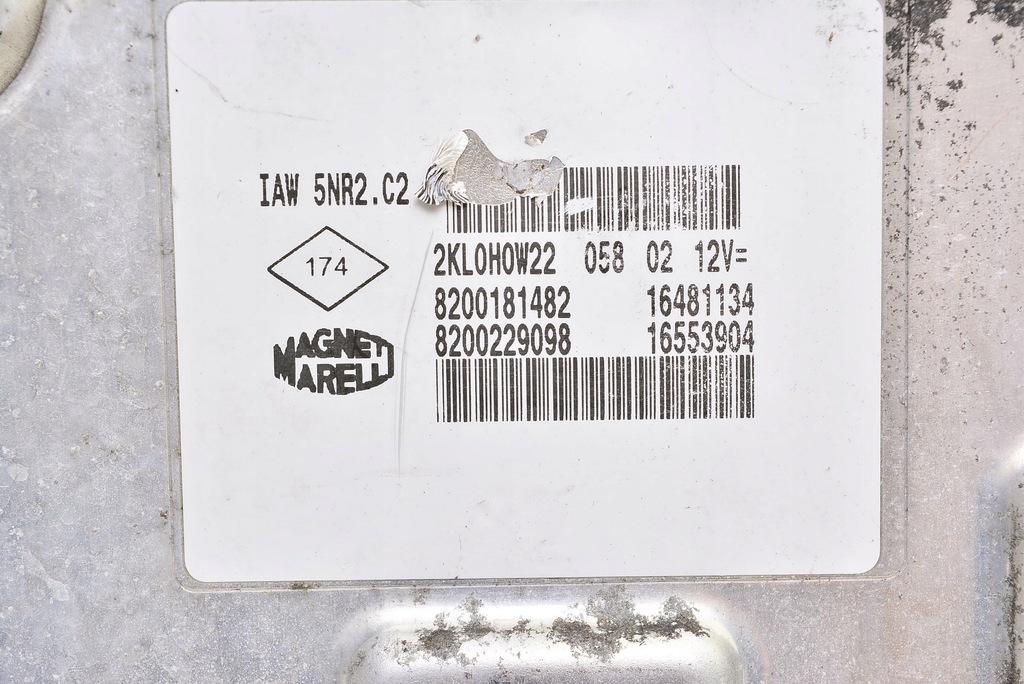 IAW 5NR2.C2
174
2KL0H0W22 058 02 12V=
8200181482 16481134
8200229098 16553904
MAGNETI
MARELLI